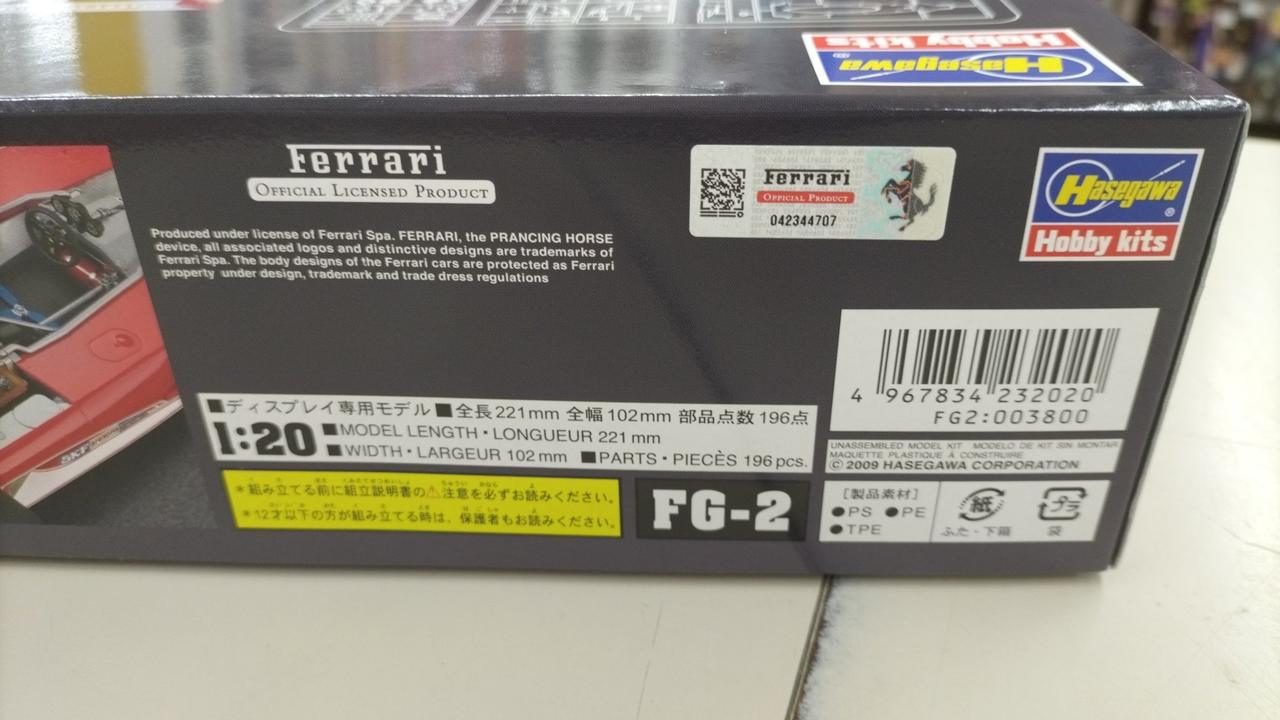 Hasegawa
Hobby kits
Ferrari
OFFICIAL LICENSED PRODUCT
Produced under license of Ferrari Spa. FERRARI, the PRANCING HORSE
device, all associated logos and distinctive designs are trademarks of
Ferrari Spa. The body designs of the Ferrari cars are protected as Ferrari
property under design, trademark and trade dress regulations
Ferrari
OFFICIAL PRODUCT
042344707
Hasegawa®
Hobby kits
4 967834 232020
FG2:003800
■ディスプレイ専用モデル ■全長221mm 全幅102mm 部品点数196点
1:20
■MODEL LENGTH・LONGUEUR 221 mm
■WIDTH・LARGEUR 102 mm ■PARTS・PIECÈS 196 pcs.
UNASSEMBLED MODEL KIT MODELO DE KIT SIN MONTAR
MAQUETTE PLASTIQUE À CONSTRUIRE
© 2009 HASEGAWA CORPORATION
SKF
＊組み立てる前に組立説明書の⚠注意を必ずお読みください。
＊12才以下の方が組み立てる時は、保護者もお読みください。
FG-2
［製品素材］
●PS ●PE
●TPE
紙
ふた・下箱
プラ
袋